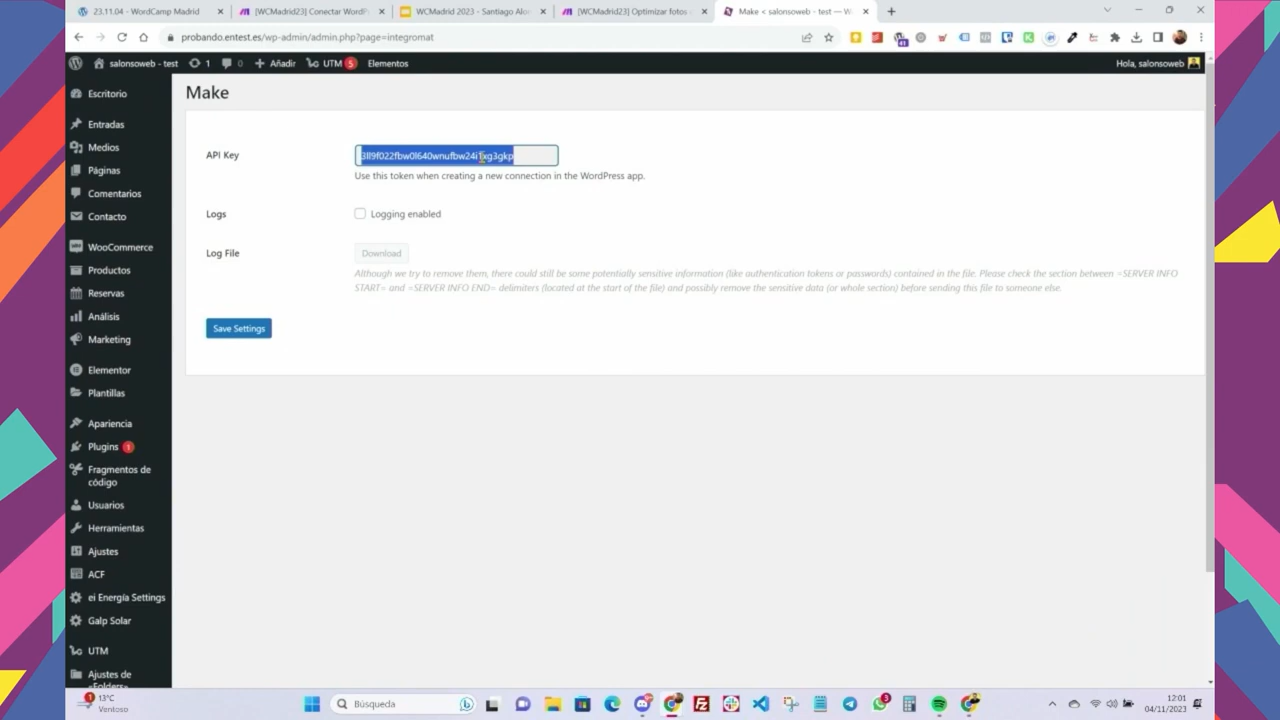 23.11.04 - WordCamp Madrid
[WCMadrid23] Conectar WordP
WCMadrid 2023 - Santiago Alon
[WCMadrid23] Optimizar fotos
Make < salonsoweb - test — W
probando.entest.es/wp-admin/admin.php?page=integromat
salonsoweb - test
1
0
Añadir
UTM 5
Elementos
Hola, salonsoweb
Escritorio
Entradas
Medios
Páginas
Comentarios
Contacto
WooCommerce
Productos
Reservas
Análisis
Marketing
Elementor
Plantillas
Apariencia
Plugins 1
Fragmentos de
código
Usuarios
Herramientas
Ajustes
ACF
ei Energía Settings
Galp Solar
UTM
Ajustes de
«Folders»
Make
API Key
Use this token when creating a new connection in the WordPress app.
Logs
Logging enabled
Log File
Download
Although we try to remove them, there could still be some potentially sensitive information (like authentication tokens or passwords) contained in the file. Please check the section between =SERVER INFO
START= and =SERVER INFO END= delimiters (located at the start of the file) and possibly remove the sensitive data (or whole section) before sending this file to someone else.
Save Settings
1
13°C
Ventoso
Búsqueda
3
12:01
04/11/2023